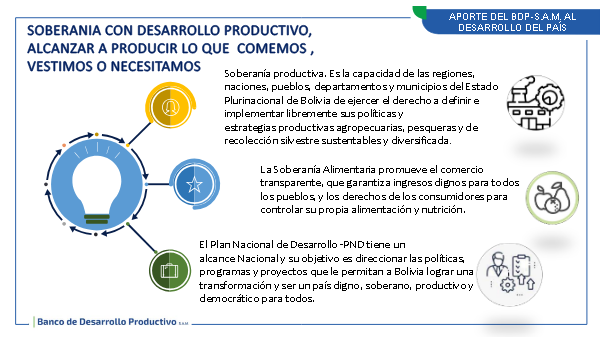 SOBERANIA CON DESARROLLO PRODUCTIVO,
ALCANZAR A PRODUCIR LO QUE COMEMOS ,
VESTIMOS O NECESITAMOS
APORTE DEL BDP-S.A.M. AL
DESARROLLO DEL PAÍS
Soberanía productiva. Es la capacidad de las regiones,
naciones, pueblos, departamentos y municipios del Estado
Plurinacional de Bolivia de ejercer el derecho a definir e
implementar libremente sus políticas y
estrategias productivas agropecuarias, pesqueras y de
recolección silvestre sustentables y diversificada.
La Soberanía Alimentaria promueve el comercio
transparente, que garantiza ingresos dignos para todos
los pueblos, y los derechos de los consumidores para
controlar su propia alimentación y nutrición.
El Plan Nacional de Desarrollo -PND tiene un
alcance Nacional y su objetivo es direccionar las políticas,
programas y proyectos que le permitan a Bolivia lograr una
transformación y ser un país digno, soberano, productivo y
democrático para todos.
Banco de Desarrollo Productivo S.A.M